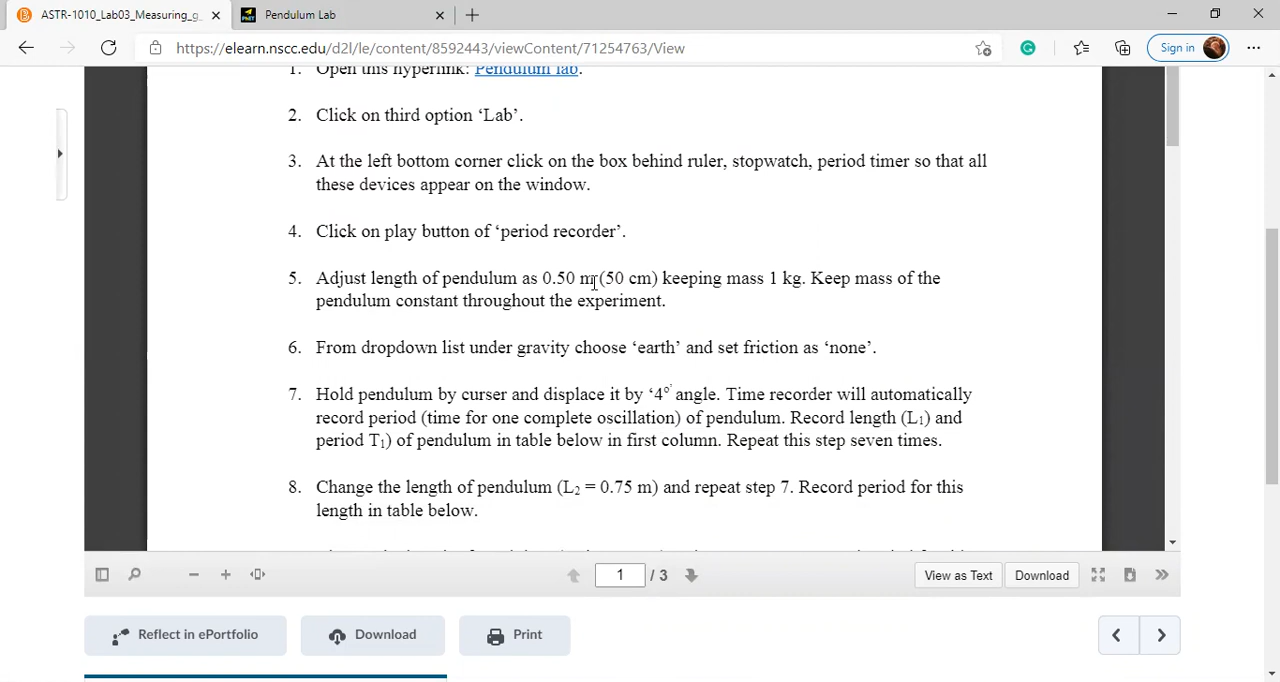 ASTR-1010_Lab03_Measuring_g_
Pendulum Lab
https://elearn.nscc.edu/d2l/le/content/8592443/viewContent/71254763/View
Sign in
1. Open this hyperlink: Pendulum lab.
2. Click on third option ‘Lab’.
3. At the left bottom corner click on the box behind ruler, stopwatch, period timer so that all
these devices appear on the window.
4. Click on play button of ‘period recorder’.
5. Adjust length of pendulum as 0.50 m (50 cm) keeping mass 1 kg. Keep mass of the
pendulum constant throughout the experiment.
6. From dropdown list under gravity choose ‘earth’ and set friction as ‘none’.
7. Hold pendulum by curser and displace it by ‘4°’ angle. Time recorder will automatically
record period (time for one complete oscillation) of pendulum. Record length (L₁) and
period T₁) of pendulum in table below in first column. Repeat this step seven times.
8. Change the length of pendulum (L₂ = 0.75 m) and repeat step 7. Record period for this
length in table below.
1 / 3
View as Text
Download
Reflect in ePortfolio
Download
Print